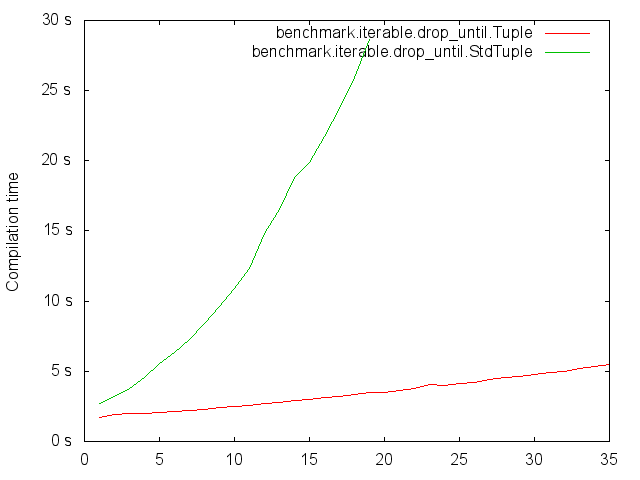 30 s
benchmark.iterable.drop_until.Tuple
benchmark.iterable.drop_until.StdTuple
25 s
20 s
15 s
10 s
5 s
0 s
Compilation time
0 5 10 15 20 25 30 35